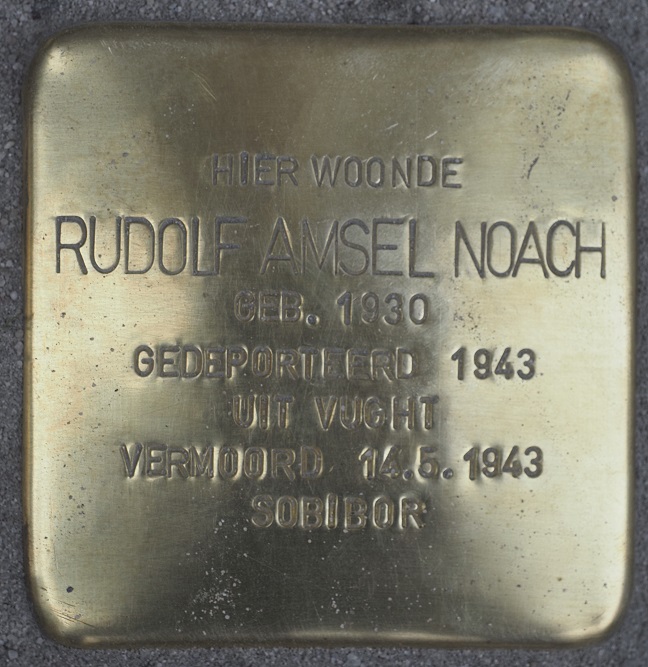 HIER WOONDE
RUDOLF AMSEL NOACH
GEB. 1930
GEDEPORTEERD 1943
UIT VUGHT
VERMOORD 14.5.1943
SOBIBOR